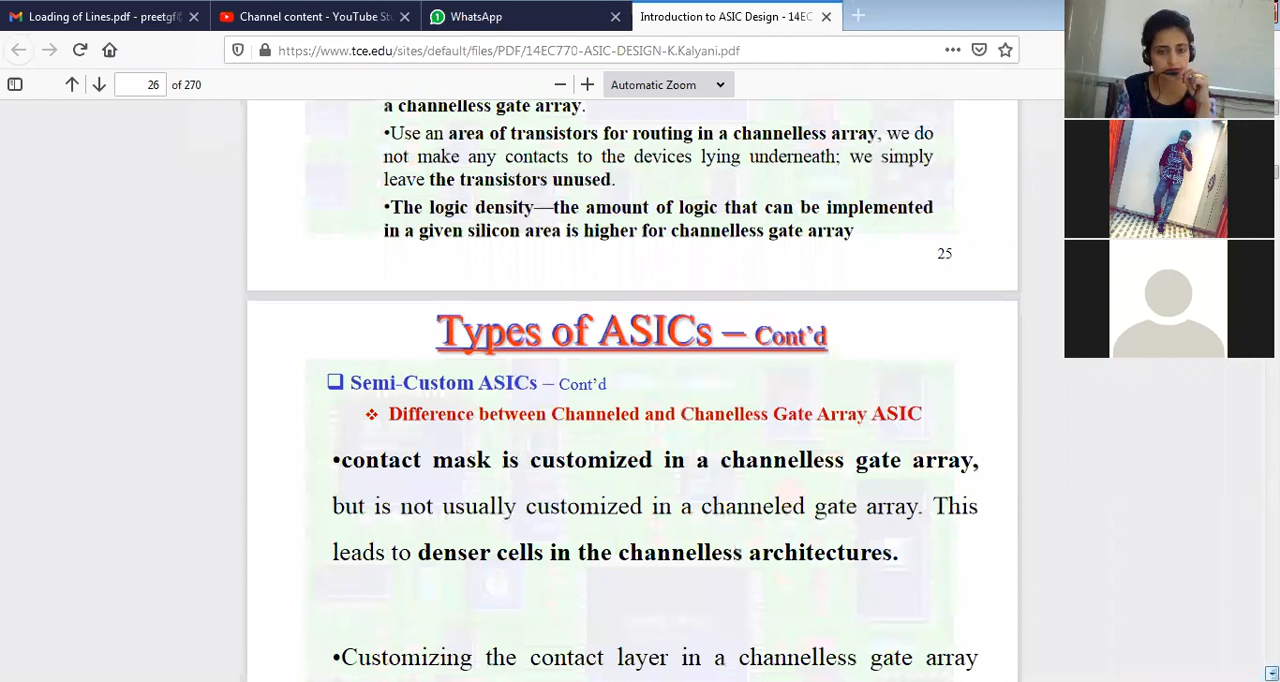 Loading of Lines.pdf - preetgf@
Channel content - YouTube St
WhatsApp
Introduction to ASIC Design - 14EC
https://www.tce.edu/sites/default/files/PDF/14EC770-ASIC-DESIGN-K.Kalyani.pdf
26 of 270
Automatic Zoom
a channelless gate array.
•Use an area of transistors for routing in a channelless array, we do
not make any contacts to the devices lying underneath; we simply
leave the transistors unused.
•The logic density—the amount of logic that can be implemented
in a given silicon area is higher for channelless gate array
25
Types of ASICs – Cont'd
❑ Semi-Custom ASICs – Cont'd
❖ Difference between Channeled and Chanelless Gate Array ASIC
•contact mask is customized in a channelless gate array,
but is not usually customized in a channeled gate array. This
leads to denser cells in the channelless architectures.
•Customizing the contact layer in a channelless gate array